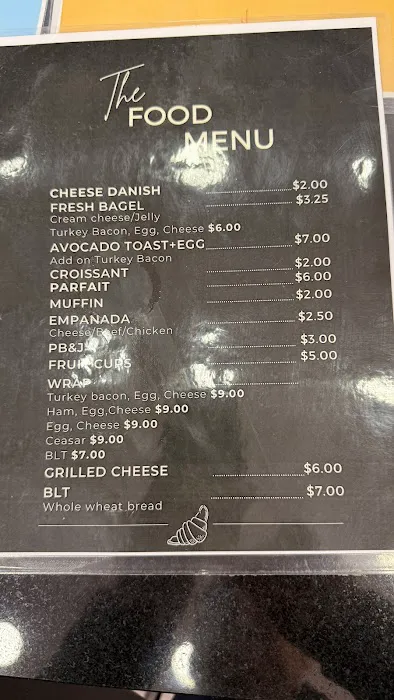 The
FOOD
MENU
CHEESE DANISH $2.00
FRESH BAGEL $3.25
Cream cheese/Jelly
Turkey Bacon, Egg, Cheese $6.00
AVOCADO TOAST+EGG $7.00
Add on Turkey Bacon
CROISSANT $2.00
PARFAIT $6.00
MUFFIN $2.00
EMPANADA $2.50
Cheese/Beef/Chicken
PB&J $3.00
FRUIT CUPS $5.00
WRAP
Turkey bacon, Egg, Cheese $9.00
Ham, Egg,Cheese $9.00
Egg, Cheese $9.00
Ceasar $9.00
BLT $7.00
GRILLED CHEESE $6.00
BLT $7.00
Whole wheat bread